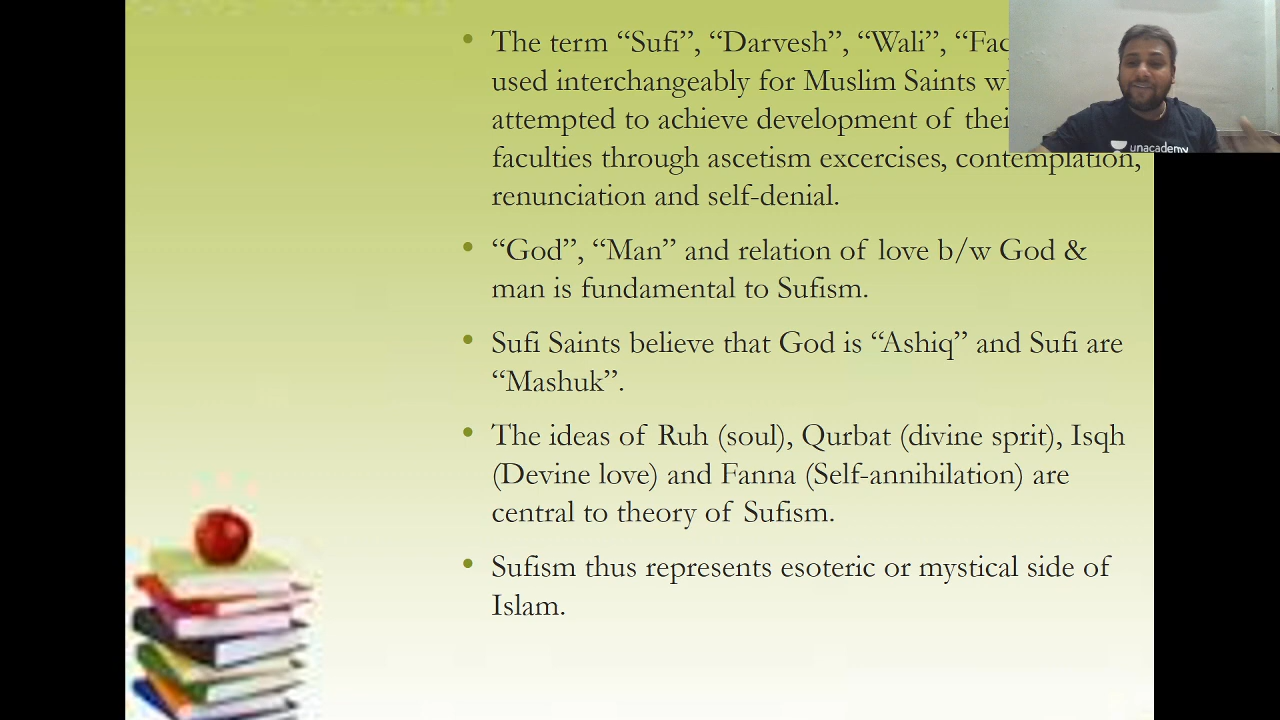 The term “Sufi”, “Darvesh”, “Wali”,
used interchangeably for Muslim Saints
attempted to achieve development of
faculties through ascetism excercises, contemplation,
renunciation and self-denial.
“God”, “Man” and relation of love b/w God &
man is fundamental to Sufism.
Sufi Saints believe that God is “Ashiq” and Sufi are
“Mashuk”.
The ideas of Ruh (soul), Qurbat (divine sprit), Isqh
(Devine love) and Fanna (Self-annihilation) are
central to theory of Sufism.
Sufism thus represents esoteric or mystical side of
Islam.
unacademy